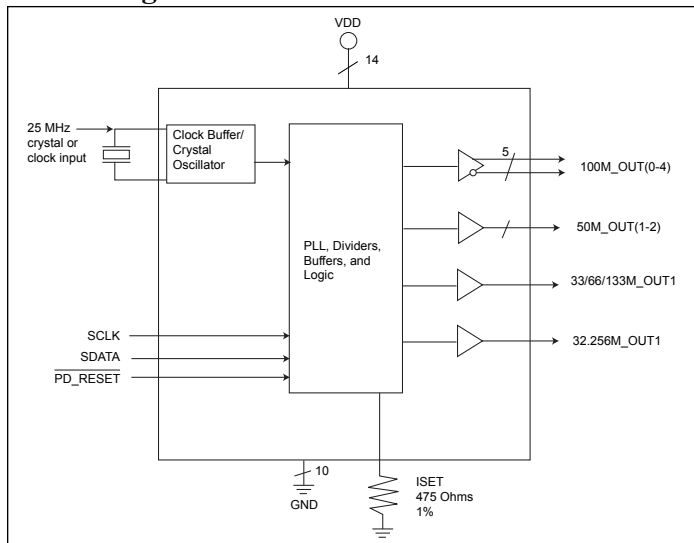 VDD
14
25 MHz
crystal or
clock input
Clock Buffer/
Crystal
Oscillator
5
100M_OUT(0-4)
50M_OUT(1-2)
PLL, Dividers,
Buffers, and
Logic
33/66/133M_OUT1
32.256M_OUT1
SCLK
SDATA
PD_RESET
10
GND
ISET
475 Ohms
1%